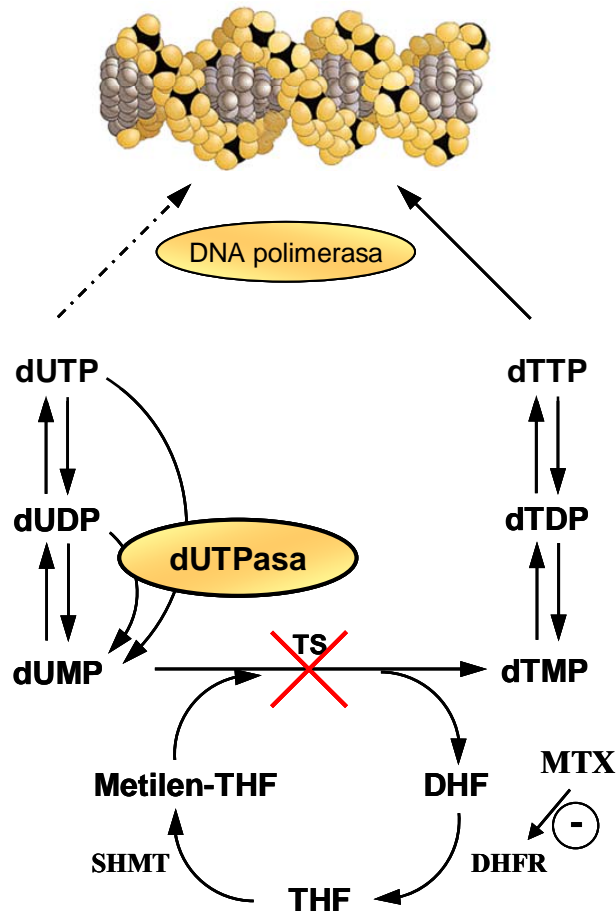 DNA polimerasa
dUTP
dTTP
dUDP
dTDP
dUTPasa
TS
dUMP
dTMP
Metilen-THF
DHF
MTX
-
SHMT
DHFR
THF